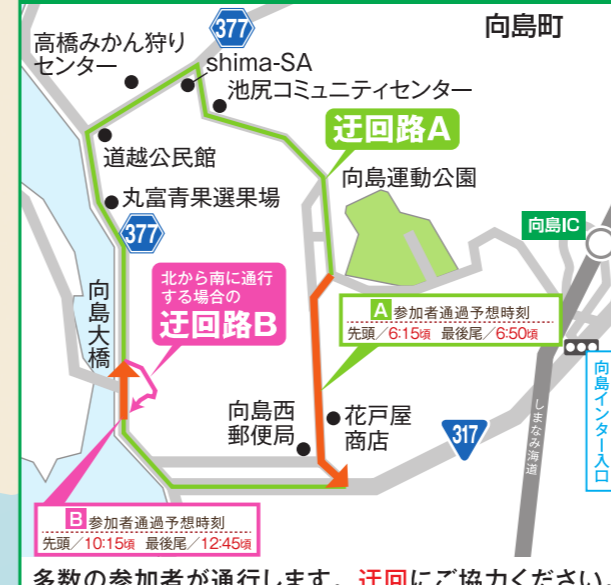 向島町
377
高橋みかん狩り
センター
shima-SA
池尻コミュニティセンター
迂回路A
道越公民館
向島運動公園
丸富青果選果場
377
向島IC
北から南に通行
する場合の
迂回路B
向島大橋
A 参加者通過予想時刻
先頭／6:15頃 最後尾／6:50頃
向島インター入口
しまなみ海道
向島西
郵便局
花戸屋
商店
317
B 参加者通過予想時刻
先頭／10:15頃 最後尾／12:45頃
多数の参加者が通行します。迂回にご協力ください。